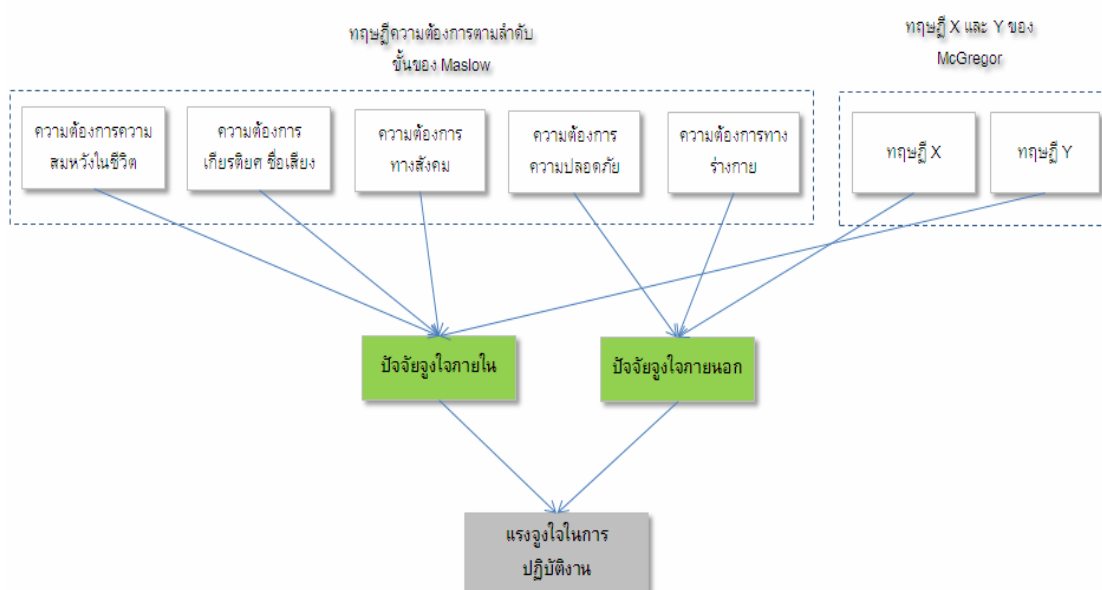 ทฤษฎีความต้องการตามลำดับ
ขั้นของ Maslow
ทฤษฎี X และ Y ของ
McGregor
ความต้องการความ
สมหวังในชีวิต
ความต้องการ
เกียรติยศ ชื่อเสียง
ความต้องการ
ทางสังคม
ความต้องการ
ความปลอดภัย
ความต้องการทาง
ร่างกาย
ทฤษฎี X
ทฤษฎี Y
ปัจจัยจูงใจภายใน
ปัจจัยจูงใจภายนอก
แรงจูงใจในการ
ปฏิบัติงาน